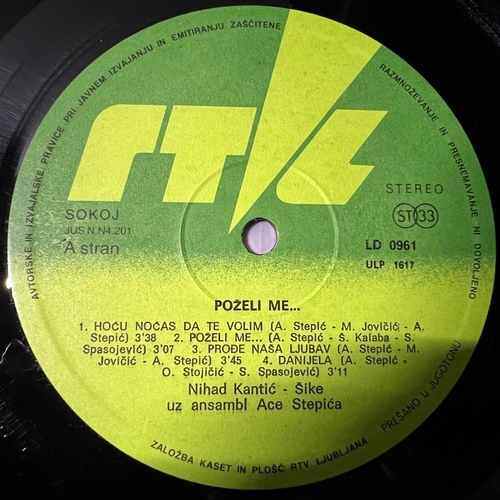 AVTORSKE IN IZVAJALSKE PRAVICE PRI JAVNEM IZVAJANJU IN EMITIRANJU ZAŠČITENE
RAZMNOŽEVANJE IN PRESNEMAVANJE NI DOVOLJENO
rtl
SOKOJ
JUS N.N4.201
A stran
STEREO
ST 33
LD 0961
ULP 1617
POŽELI ME...
1. HOĆU NOĆAS DA TE VOLIM (A. Stepić - M. Jovičić - A.
Stepić) 3'38 2. POŽELI ME... (A. Stepić - S. Kalaba - S.
Spasojević) 3'07 3. PROĐE NAŠA LJUBAV (A. Stepić - M.
Jovičić - A. Stepić) 3'45 4. DANIJELA (A. Stepić -
O. Stojičić - S. Spasojević) 3'11
Nihad Kantić - Šike
uz ansambl Ace Stepića
ZALOŽBA KASET IN PLOŠČ RTV LJUBLJANA
PREŠANO U JUGOTONU